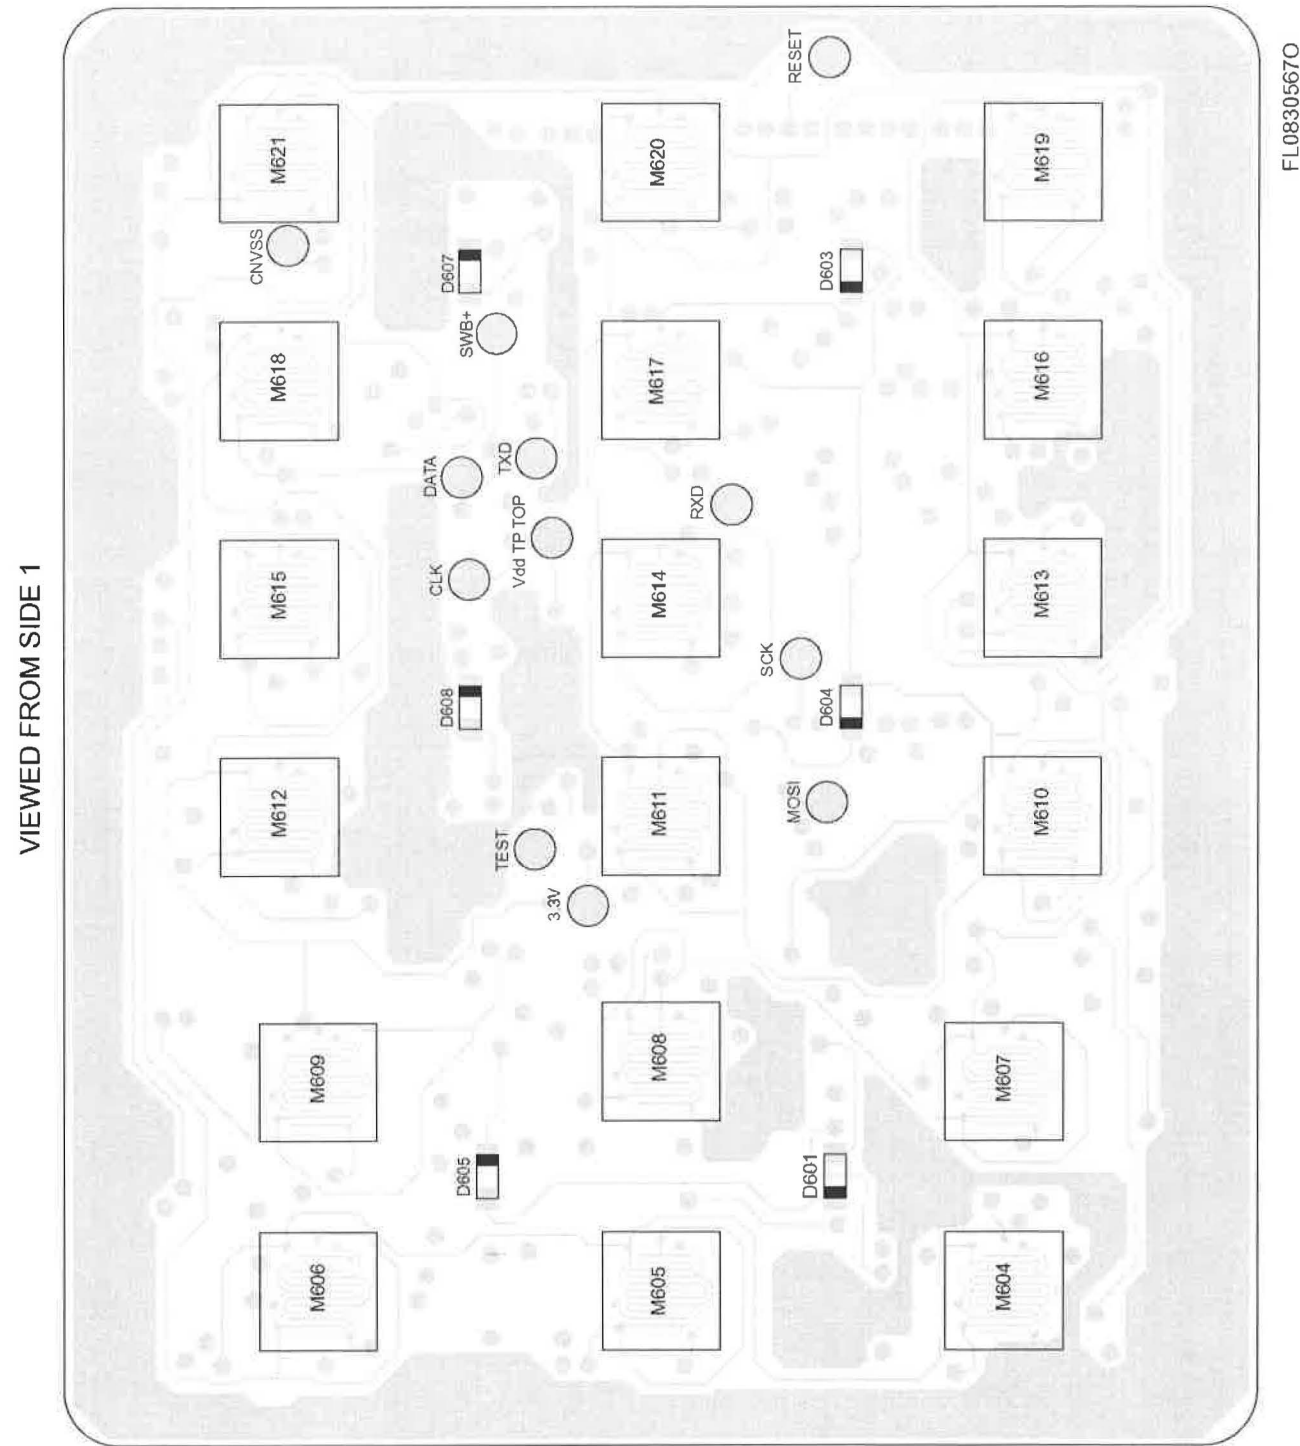 VIEWED FROM SIDE 1
FL0830567O
RESET
M621
M620
M619
CNVSS
D607
D603
SWB+
M618
M617
M616
DATA
TXD
RXD
Vdd TP TOP
CLK
M615
M614
M613
SCK
D608
D604
MOSI
M612
M611
M610
TEST
3.3V
M609
M608
M607
D605
D601
M606
M605
M604